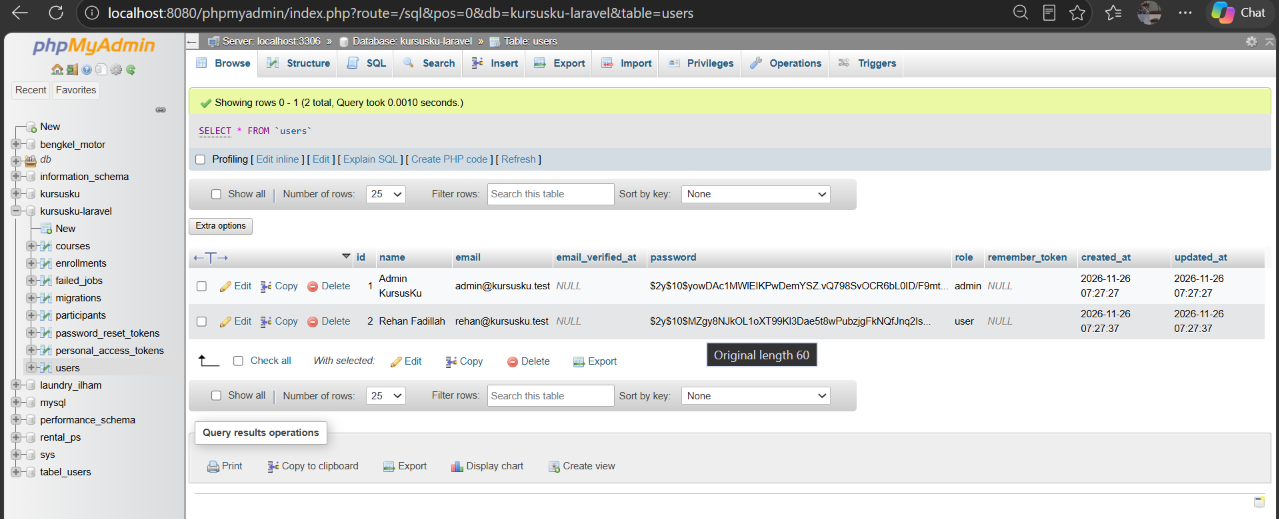 localhost:8080/phpmyadmin/index.php?route=/sql&pos=0&db=kursusku-laravel&table=users
Chat
phpMyAdmin
Recent Favorites
New
bengkel_motor
db
information_schema
kursusku
kursusku-laravel
New
courses
enrollments
failed_jobs
migrations
participants
password_reset_tokens
personal_access_tokens
users
laundry_ilham
mysql
performance_schema
rental_ps
sys
tabel_users
Server: localhost:3306 » Database: kursusku-laravel » Table: users
Browse Structure SQL Search Insert Export Import Privileges Operations Triggers
Showing rows 0 - 1 (2 total, Query took 0.0010 seconds.)
SELECT * FROM `users`
Profiling [ Edit inline ] [ Edit ] [ Explain SQL ] [ Create PHP code ] [ Refresh ]
Show all Number of rows: 25 Filter rows: Search this table Sort by key: None
Extra options
id name email email_verified_at password role remember_token created_at updated_at
Edit Copy Delete 1 Admin KursusKu admin@kursusku.test NULL $2y$10$yowDAc1MWlEIKPwDemYSZ.vQ798SvOCR6bL0ID/F9mt... admin NULL 2026-11-26 07:27:27 2026-11-26 07:27:27
Edit Copy Delete 2 Rehan Fadillah rehan@kursusku.test NULL $2y$10$MZgy8NJkOL1oXT99Kl3Dae5t8wPubzjgFkNQfJnq2Is... user NULL 2026-11-26 07:27:37 2026-11-26 07:27:37
Original length 60
Check all With selected: Edit Copy Delete Export
Show all Number of rows: 25 Filter rows: Search this table Sort by key: None
Query results operations
Print Copy to clipboard Export Display chart Create view